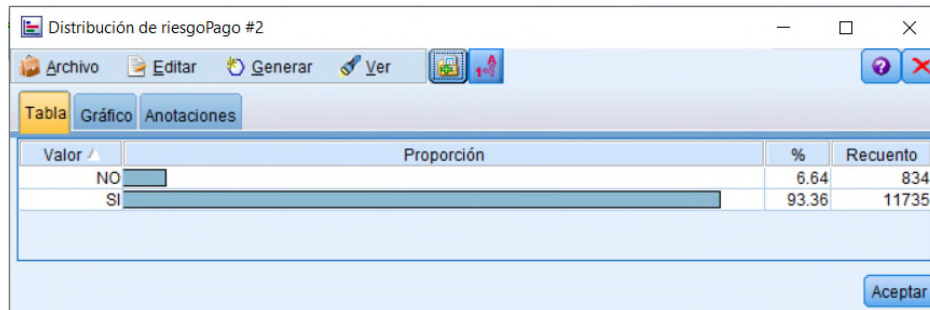 Distribución de riesgoPago #2
Archivo Editar Generar Ver
Tabla Gráfico Anotaciones
Valor Proporción % Recuento
NO 6.64 834
SI 93.36 11735
Aceptar